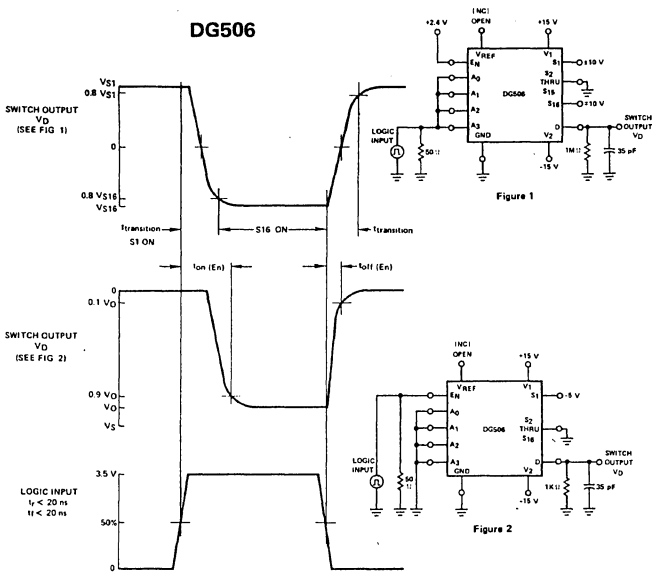 DG506
SWITCH OUTPUT
VD
(SEE FIG 1)
VS1
0.8 VS1
0
0.8 VS16
VS16
ttransition
S1 ON
S16 ON
ttransition
ton (En)
toff (En)
SWITCH OUTPUT
VD
(SEE FIG 2)
0
0.1 VO
0.9 VO
VO
VS
LOGIC INPUT
tr < 20 ns
tf < 20 ns
3.5 V
50%
0
(NC)
OPEN
+2.4 V
+15 V
VREF
V1
EN
S1
±10 V
A0
S2
THRU
S15
A1
DG506
A2
S16
±10 V
A3
D
SWITCH
OUTPUT
VD
GND
V2
LOGIC
INPUT
50Ω
1MΩ
35 pF
-15 V
Figure 1
(NC)
OPEN
+15 V
VREF
V1
EN
S1
-5 V
A0
S2
THRU
S16
A1
DG506
A2
A3
D
SWITCH
OUTPUT
VD
GND
V2
LOGIC
INPUT
50
Ω
1KΩ
35 pF
-15 V
Figure 2